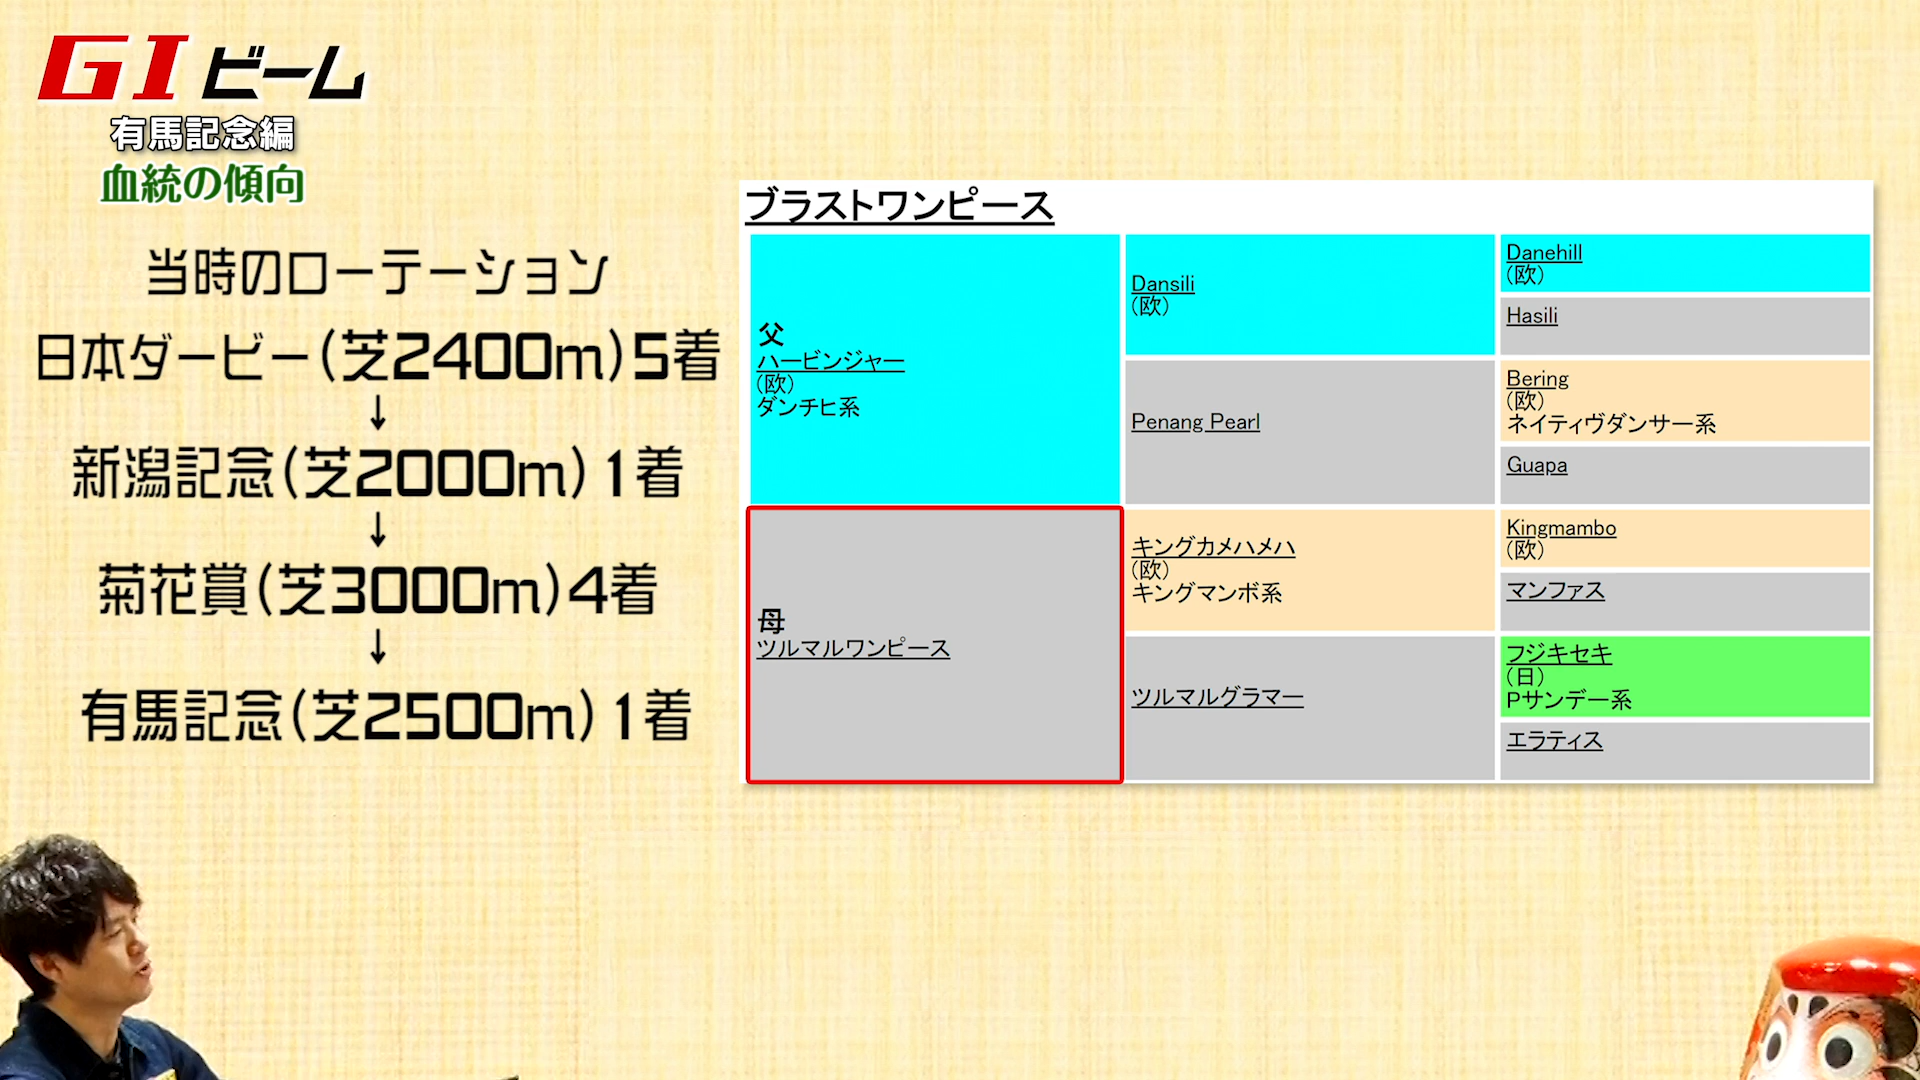 GIビーム
有馬記念編
血統の傾向
当時のローテーション
日本ダービー(芝2400m)5着
↓
新潟記念(芝2000m)1着
↓
菊花賞(芝3000m)4着
↓
有馬記念(芝2500m)1着
ブラストワンピース
父
ハービンジャー
(欧)
ダンチヒ系
Dansili
(欧)
Danehill
(欧)
Hasili
Penang Pearl
Bering
(欧)
ネイティヴダンサー系
Guapa
母
ツルマルワンピース
キングカメハメハ
(欧)
キングマンボ系
Kingmambo
(欧)
マンファス
ツルマルグラマー
フジキセキ
(日)
Pサンデー系
エラティス